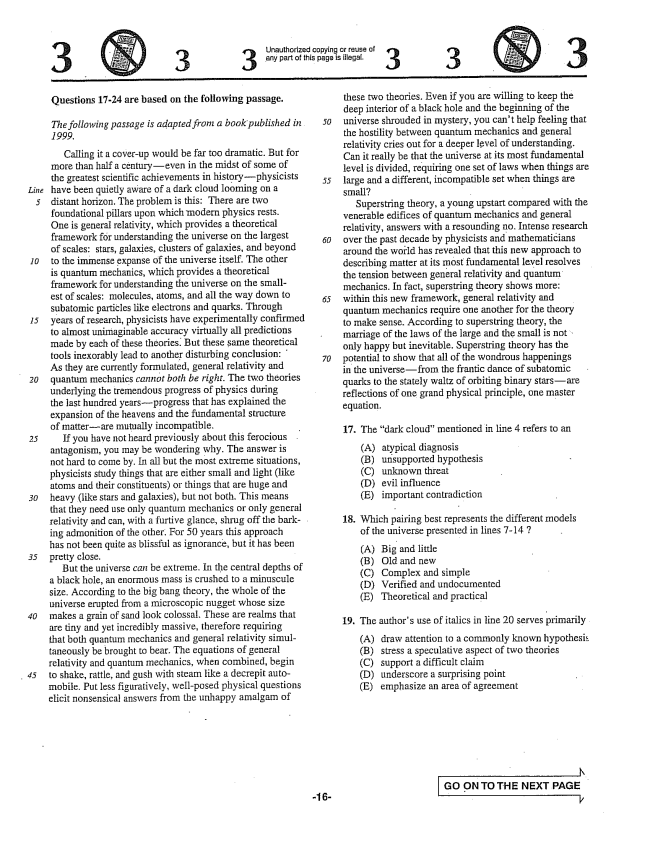 3 3 3 Unauthorized copying or reuse of
any part of this page is illegal. 3 3 3
Questions 17-24 are based on the following passage.
The following passage is adapted from a book published in
1999.
Calling it a cover-up would be far too dramatic. But for
more than half a century—even in the midst of some of
the greatest scientific achievements in history—physicists
Line have been quietly aware of a dark cloud looming on a
5 distant horizon. The problem is this: There are two
foundational pillars upon which modern physics rests.
One is general relativity, which provides a theoretical
framework for understanding the universe on the largest
of scales: stars, galaxies, clusters of galaxies, and beyond
10 to the immense expanse of the universe itself. The other
is quantum mechanics, which provides a theoretical
framework for understanding the universe on the small-
est of scales: molecules, atoms, and all the way down to
subatomic particles like electrons and quarks. Through
15 years of research, physicists have experimentally confirmed
to almost unimaginable accuracy virtually all predictions
made by each of these theories. But these same theoretical
tools inexorably lead to another disturbing conclusion:
As they are currently formulated, general relativity and
20 quantum mechanics cannot both be right. The two theories
underlying the tremendous progress of physics during
the last hundred years—progress that has explained the
expansion of the heavens and the fundamental structure
of matter—are mutually incompatible.
25 If you have not heard previously about this ferocious
antagonism, you may be wondering why. The answer is
not hard to come by. In all but the most extreme situations,
physicists study things that are either small and light (like
atoms and their constituents) or things that are huge and
30 heavy (like stars and galaxies), but not both. This means
that they need use only quantum mechanics or only general
relativity and can, with a furtive glance, shrug off the bark-
ing admonition of the other. For 50 years this approach
has not been quite as blissful as ignorance, but it has been
35 pretty close.
But the universe can be extreme. In the central depths of
a black hole, an enormous mass is crushed to a minuscule
size. According to the big bang theory, the whole of the
universe erupted from a microscopic nugget whose size
40 makes a grain of sand look colossal. These are realms that
are tiny and yet incredibly massive, therefore requiring
that both quantum mechanics and general relativity simul-
taneously be brought to bear. The equations of general
relativity and quantum mechanics, when combined, begin
45 to shake, rattle, and gush with steam like a decrepit auto-
mobile. Put less figuratively, well-posed physical questions
elicit nonsensical answers from the unhappy amalgam of
these two theories. Even if you are willing to keep the
deep interior of a black hole and the beginning of the
50 universe shrouded in mystery, you can't help feeling that
the hostility between quantum mechanics and general
relativity cries out for a deeper level of understanding.
Can it really be that the universe at its most fundamental
level is divided, requiring one set of laws when things are
55 large and a different, incompatible set when things are
small?
Superstring theory, a young upstart compared with the
venerable edifices of quantum mechanics and general
relativity, answers with a resounding no. Intense research
60 over the past decade by physicists and mathematicians
around the world has revealed that this new approach to
describing matter at its most fundamental level resolves
the tension between general relativity and quantum
mechanics. In fact, superstring theory shows more:
65 within this new framework, general relativity and
quantum mechanics require one another for the theory
to make sense. According to superstring theory, the
marriage of the laws of the large and the small is not
only happy but inevitable. Superstring theory has the
70 potential to show that all of the wondrous happenings
in the universe—from the frantic dance of subatomic
quarks to the stately waltz of orbiting binary stars—are
reflections of one grand physical principle, one master
equation.
17. The "dark cloud" mentioned in line 4 refers to an
(A) atypical diagnosis
(B) unsupported hypothesis
(C) unknown threat
(D) evil influence
(E) important contradiction
18. Which pairing best represents the different models
of the universe presented in lines 7-14 ?
(A) Big and little
(B) Old and new
(C) Complex and simple
(D) Verified and undocumented
(E) Theoretical and practical
19. The author's use of italics in line 20 serves primarily
(A) draw attention to a commonly known hypothesis
(B) stress a speculative aspect of two theories
(C) support a difficult claim
(D) underscore a surprising point
(E) emphasize an area of agreement
GO ON TO THE NEXT PAGE
-16-